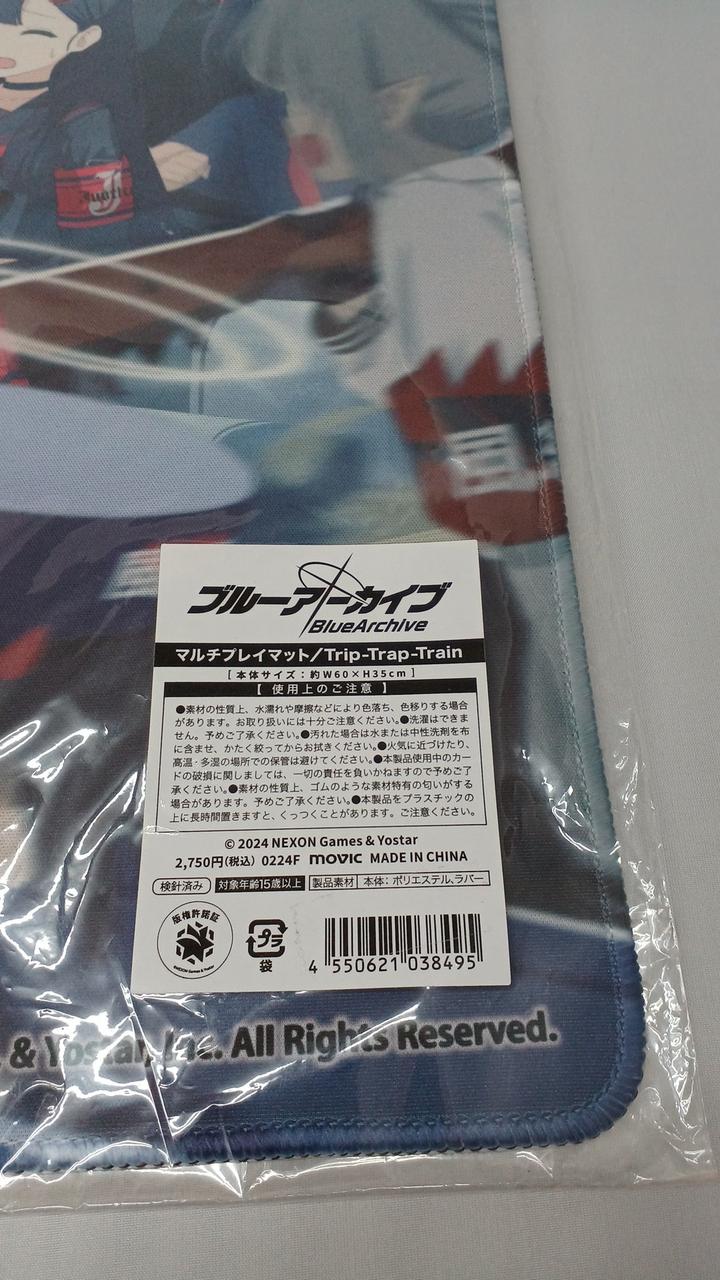 Justice
ブルーアーカイブ
BlueArchive
マルチプレイマット/Trip-Trap-Train
[本体サイズ:約W60×H35cm]
【使用上のご注意】
●素材の性質上、水濡れや摩擦などにより色落ち、色移りする場合
があります。お取り扱いには十分ご注意ください。●洗濯はできませ
ん。予めご了承ください。●汚れた場合は水または中性洗剤を布
に含ませ、かたく絞ってからお拭きください。●火気に近づけたり、
高温・多湿の場所での保管は避けてください。●本製品使用中のカー
ドの破損に関しましては、一切の責任を負いかねますので予めご了
承ください。●素材の性質上、ゴムのような素材特有の匂いがする
場合があります。予めご了承ください。●本製品をプラスチックの
上に長時間置きますと、くっつくことがあります。ご注意ください。
© 2024 NEXON Games & Yostar
2,750円(税込) 0224F movic MADE IN CHINA
検針済み 対象年齢15歳以上 製品素材 本体:ポリエステル、ラバー
版権許諾証
©NEXON Games & Yostar
プラ
袋
4 550621 038495
& Yostar, Inc. All Rights Reserved.